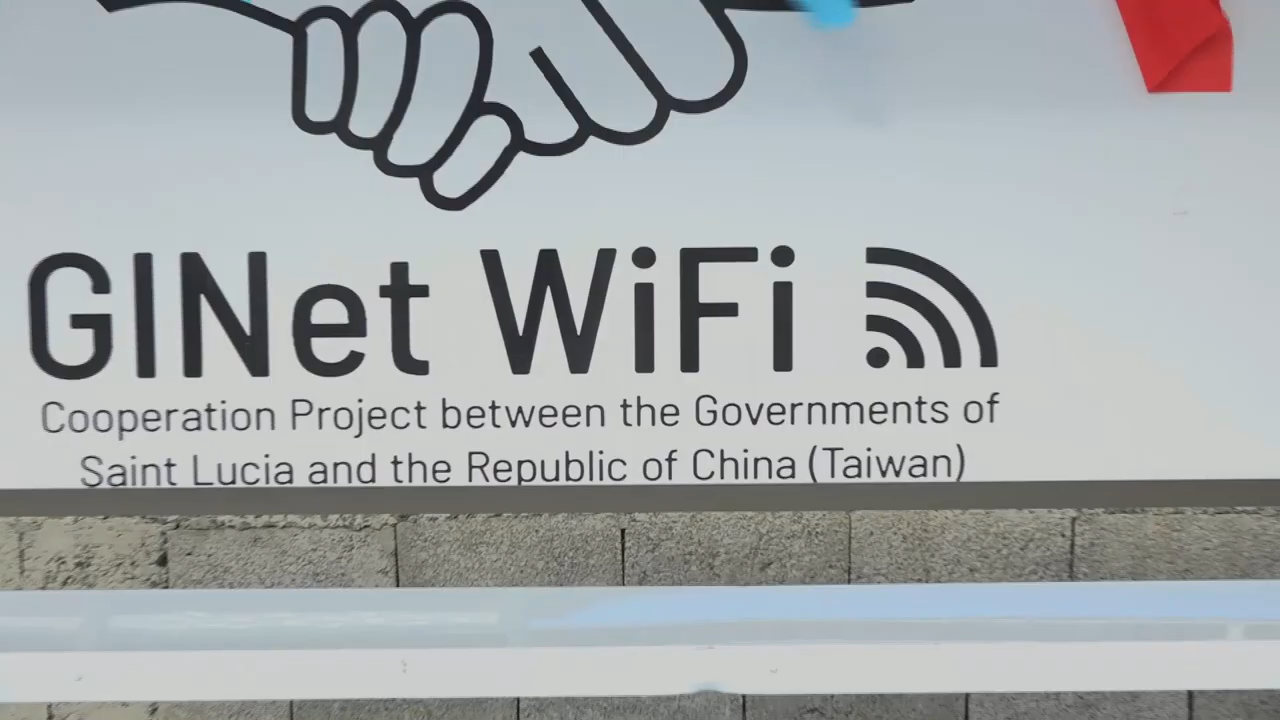 GINet WiFi
Cooperation Project between the Governments of
Saint Lucia and the Republic of China (Taiwan)